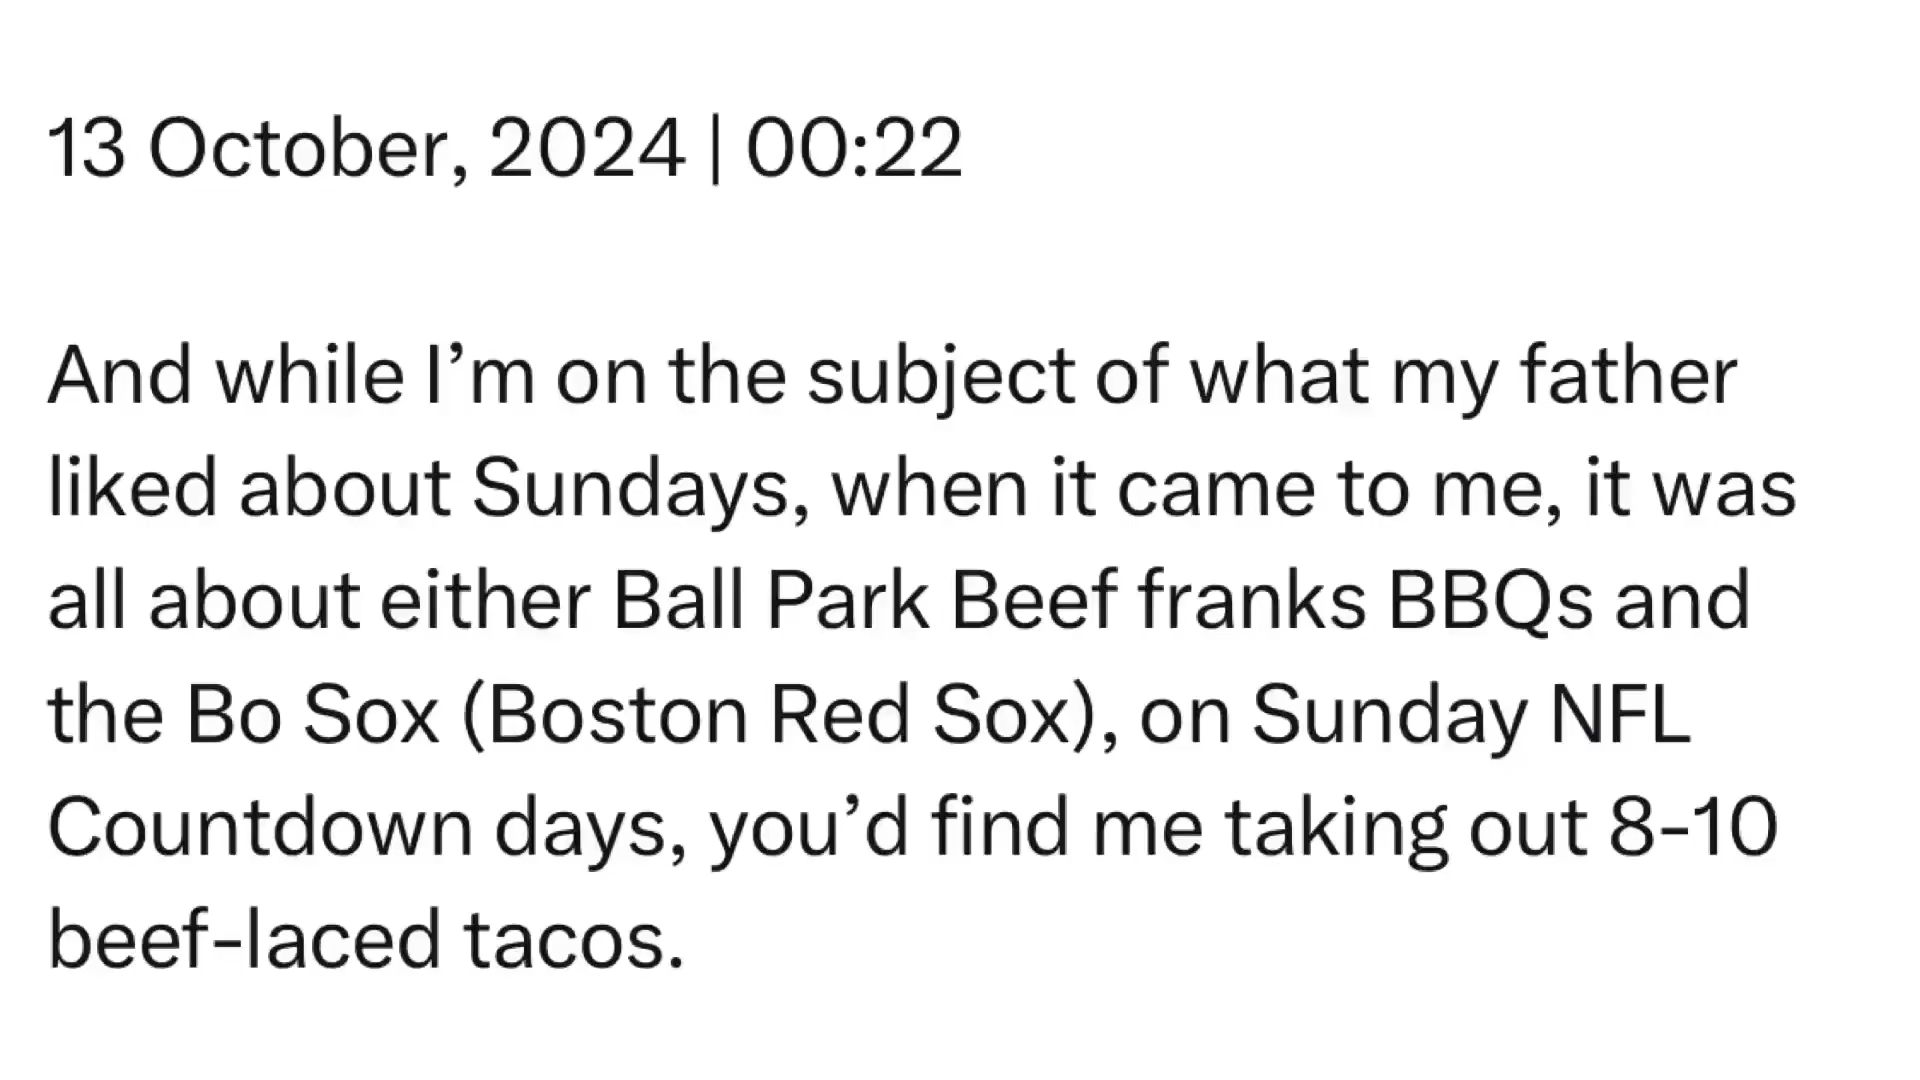 13 October, 2024 | 00:22
And while I’m on the subject of what my father
liked about Sundays, when it came to me, it was
all about either Ball Park Beef franks BBQs and
the Bo Sox (Boston Red Sox), on Sunday NFL
Countdown days, you’d find me taking out 8-10
beef-laced tacos.